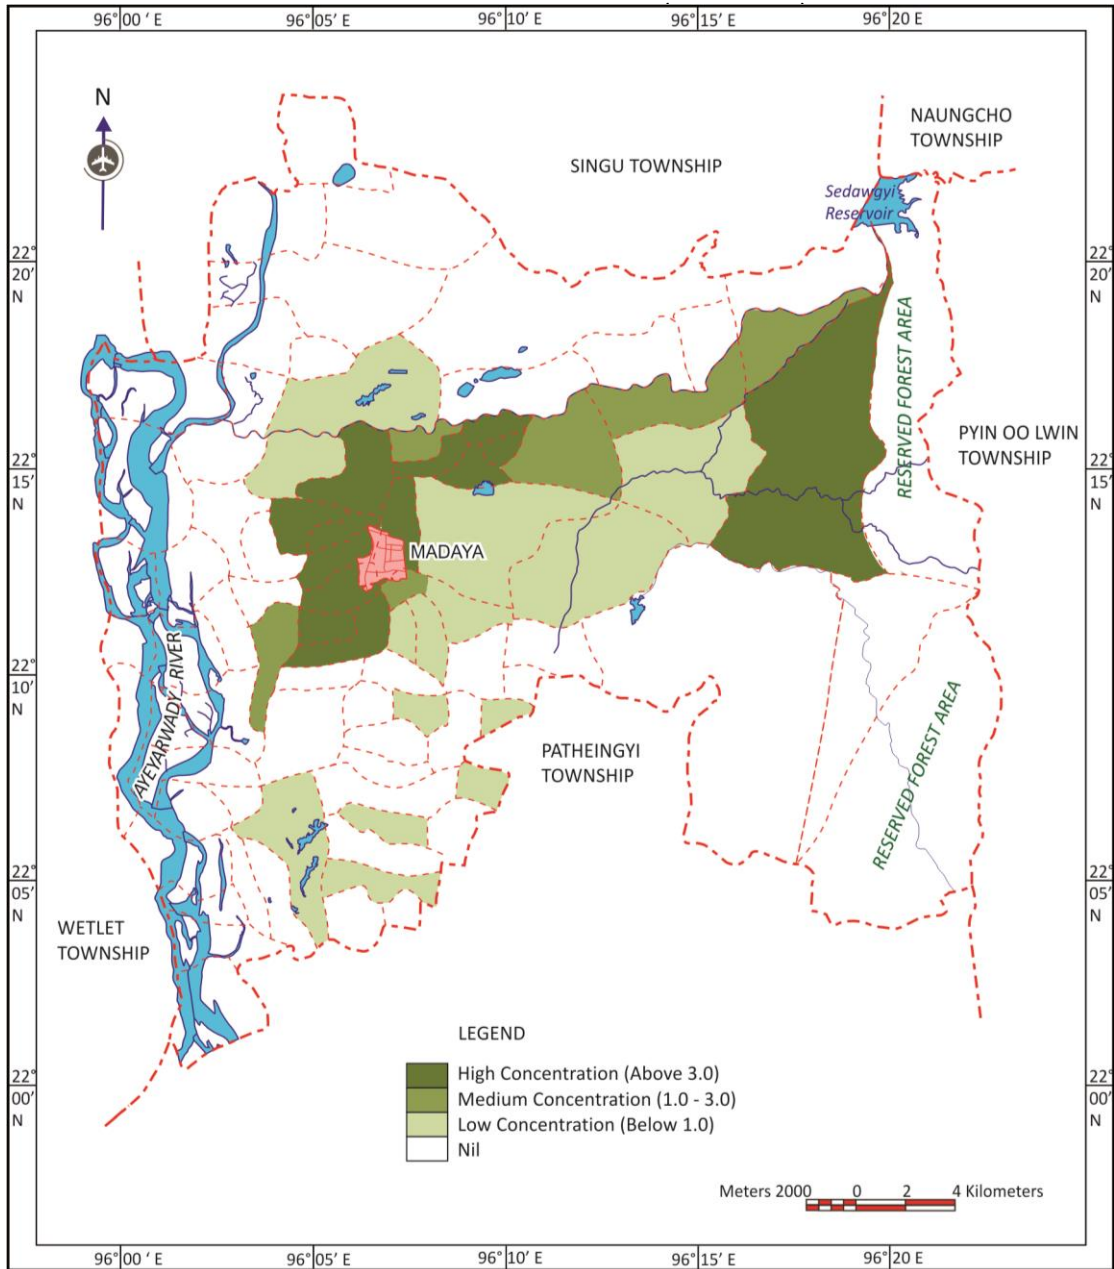 96°00 ' E
96°05' E
96°10' E
96°15' E
96°20' E
N
NAUNGCHO
TOWNSHIP
SINGU TOWNSHIP
Sedawgyi
Reservoir
22°
20'
N
22°
20'
N
RESERVED FOREST AREA
PYIN OO LWIN
TOWNSHIP
22°
15'
N
22°
15'
N
MADAYA
22°
10'
N
22°
10'
N
AYEYARWADY RIVER
PATHEINGYI
TOWNSHIP
RESERVED FOREST AREA
22°
05'
N
22°
05'
N
WETLET
TOWNSHIP
LEGEND
High Concentration (Above 3.0)
Medium Concentration (1.0 - 3.0)
Low Concentration (Below 1.0)
Nil
22°
00'
N
22°
00'
N
Meters 2000 0 2 4 Kilometers
96°00 ' E
96°05' E
96°10' E
96°15' E
96°20' E